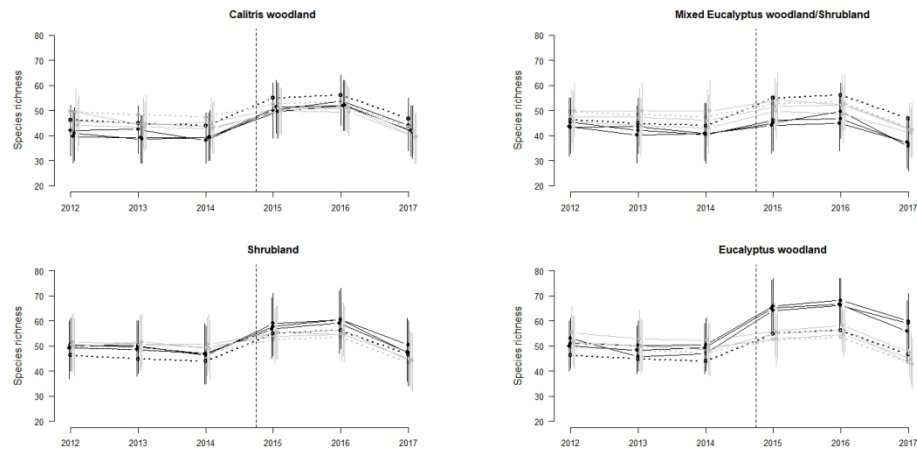 Calitris woodland
Species richness
80
70
60
50
40
30
20
2012 2013 2014 2015 2016 2017
Mixed Eucalyptus woodland/Shrubland
Species richness
80
70
60
50
40
30
20
2012 2013 2014 2015 2016 2017
Shrubland
Species richness
80
70
60
50
40
30
20
2012 2013 2014 2015 2016 2017
Eucalyptus woodland
Species richness
80
70
60
50
40
30
20
2012 2013 2014 2015 2016 2017